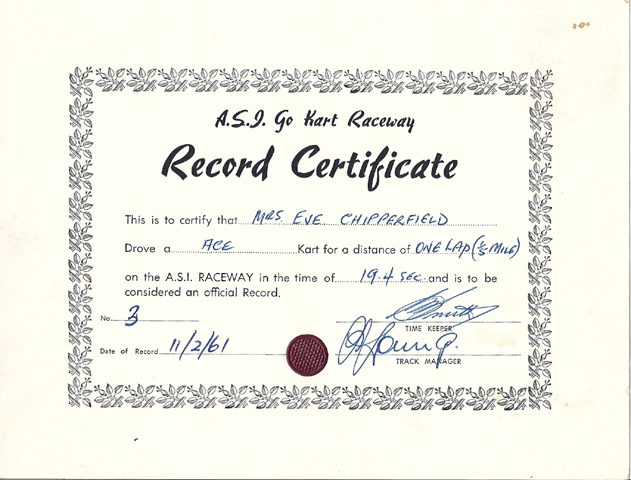 A.S.I. Go Kart Raceway
Record Certificate
This is to certify that MRS. EVE CHIPPERFIELD
Drove a ACE Kart for a distance of ONE LAP (1/5 MILE)
on the A.S.I. RACEWAY in the time of 19.4 SEC. and is to be
considered an official Record.
No. 3
TIME KEEPER
Date of Record 11/2/61
TRACK MANAGER